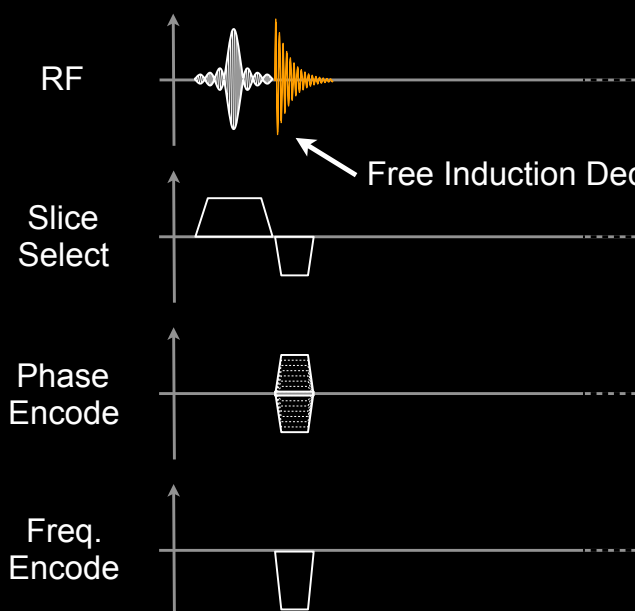 RF
Free Induction Dec
Slice
Select
Phase
Encode
Freq.
Encode